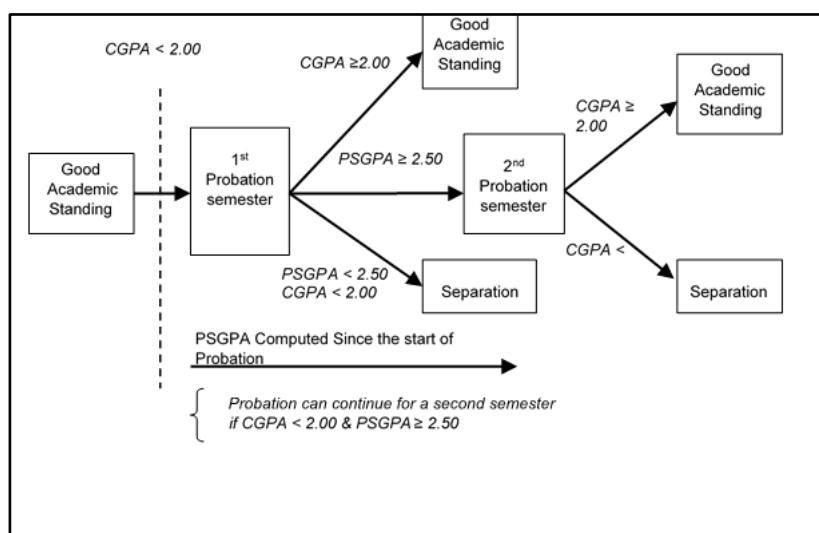 CGPA < 2.00
Good
Academic
Standing
CGPA ≥2.00
Good
Academic
Standing
CGPA ≥
2.00
1st
Probation
semester
PSGPA ≥ 2.50
2nd
Probation
semester
Good
Academic
Standing
CGPA <
PSGPA < 2.50
CGPA < 2.00
Separation
Separation
PSGPA Computed Since the start of
Probation
Probation can continue for a second semester
if CGPA < 2.00 & PSGPA ≥ 2.50